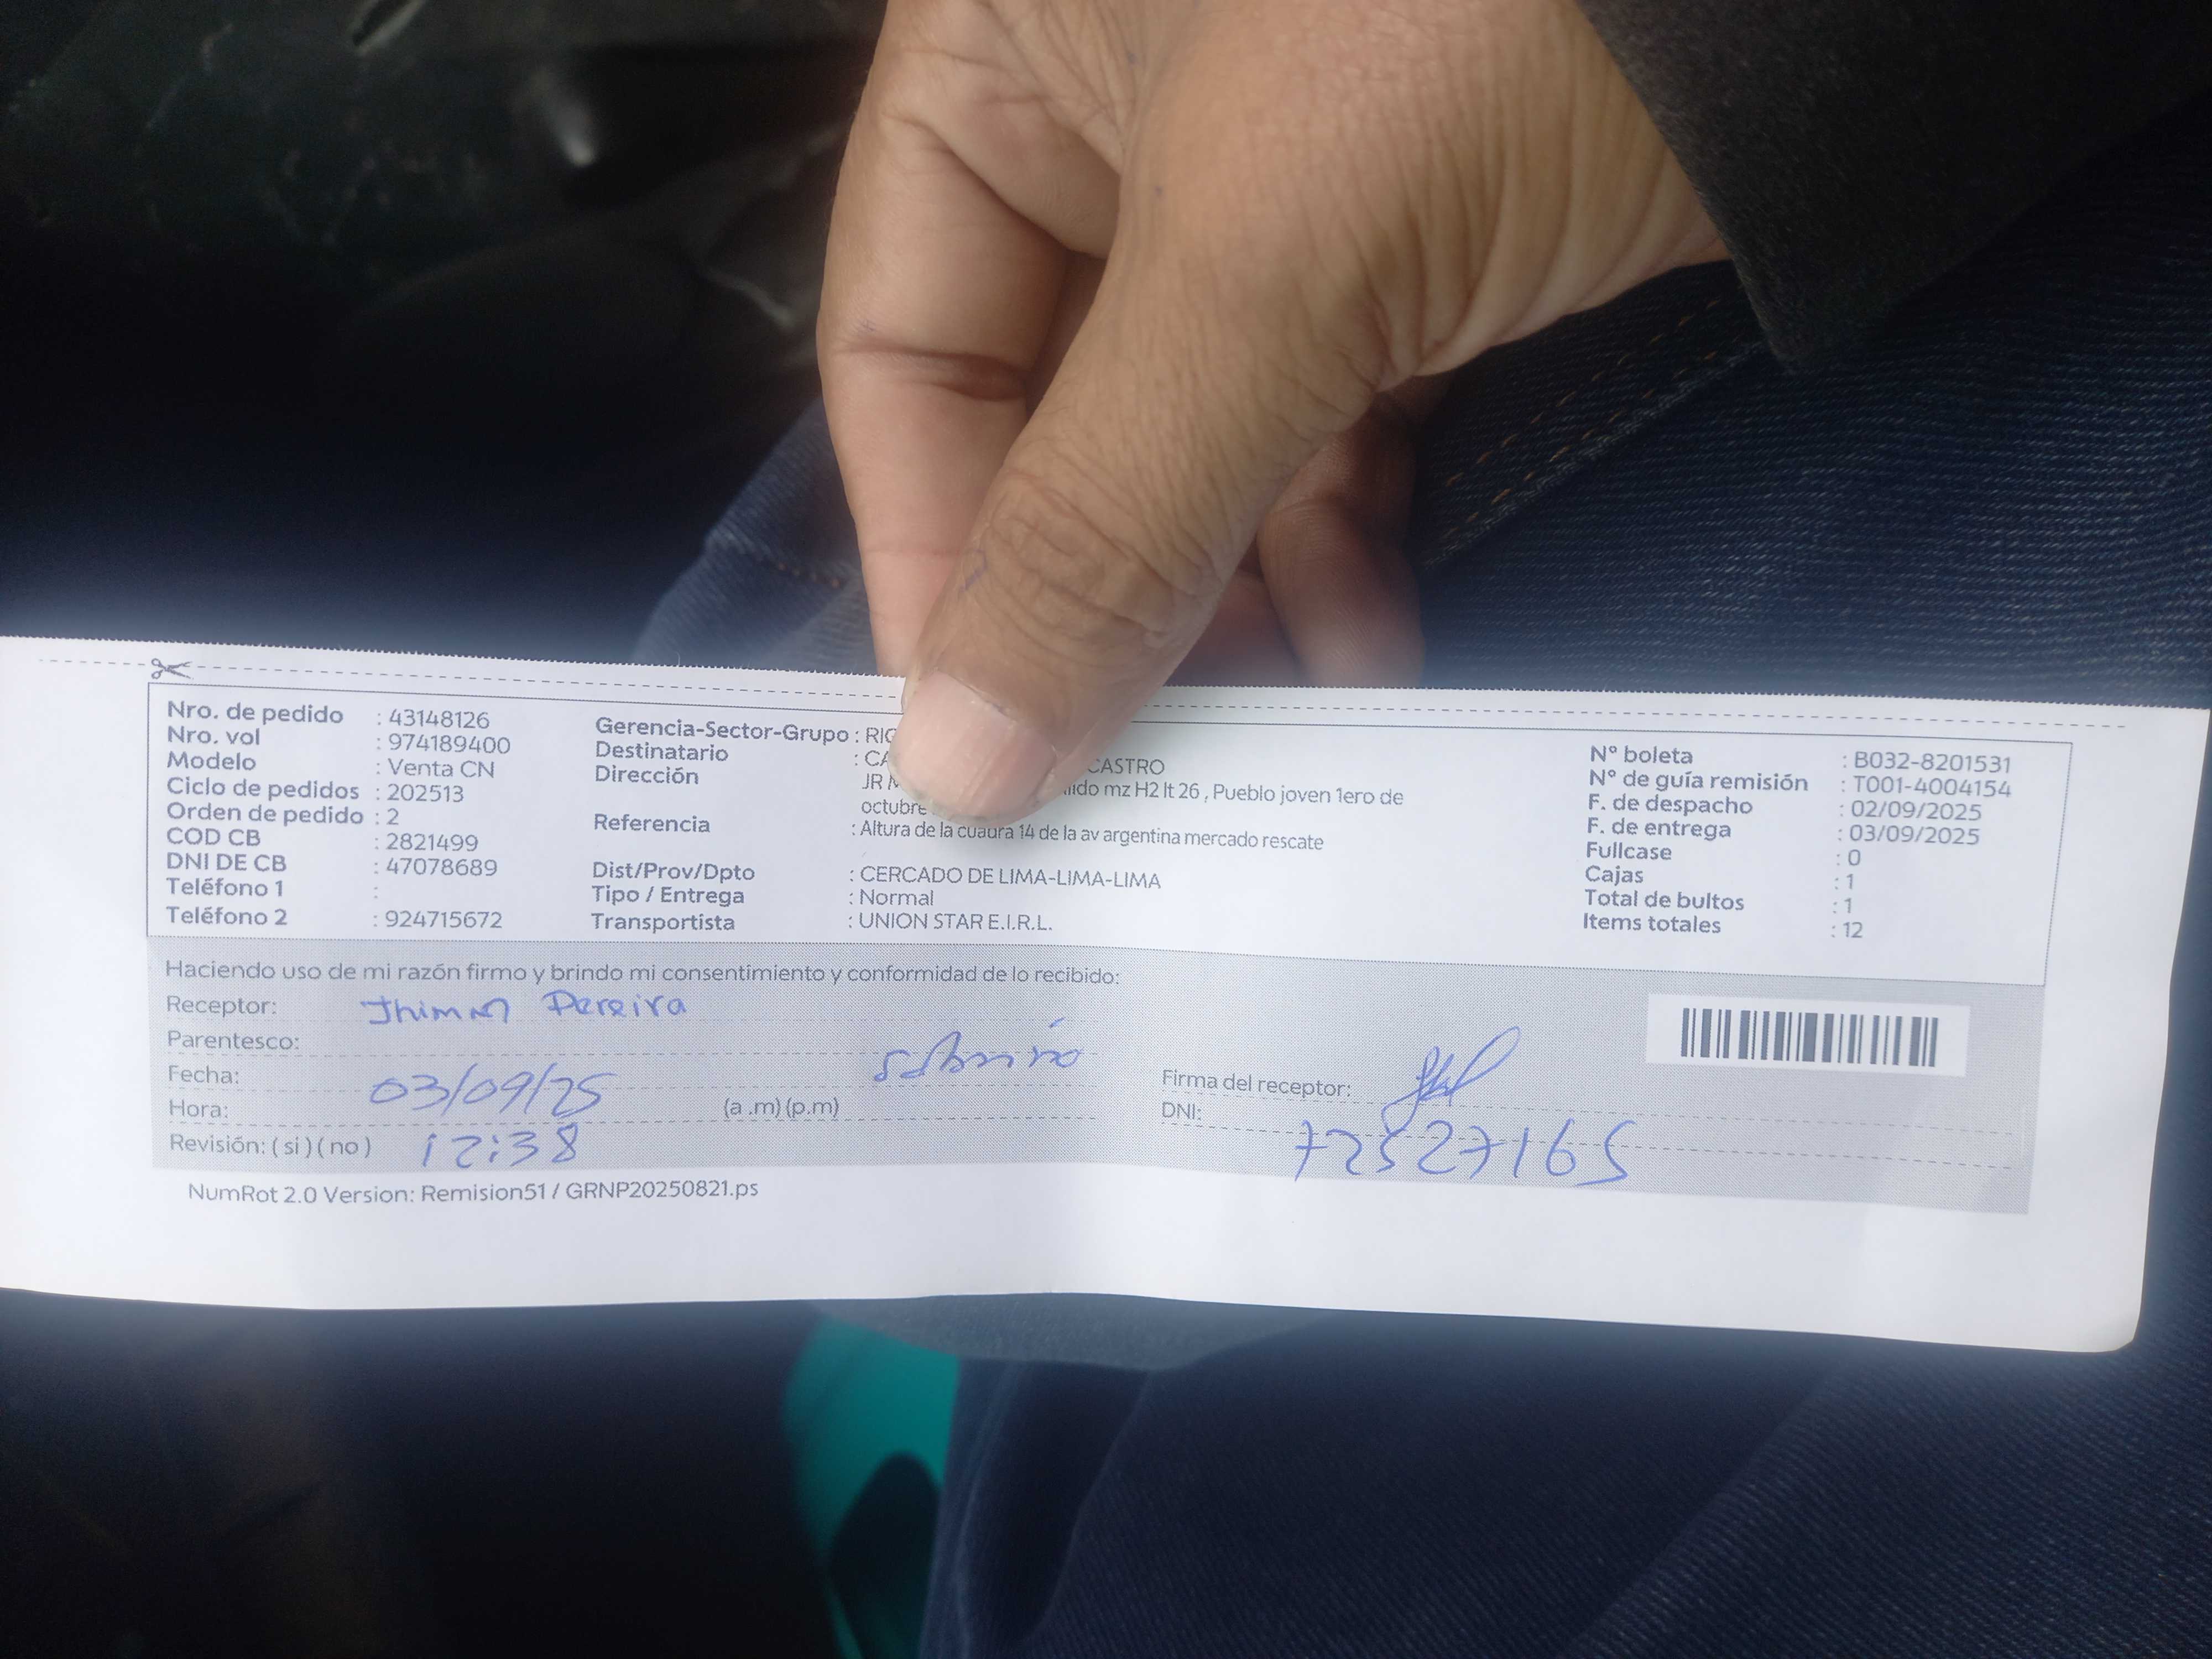 Nro. de pedido : 43148126
Nro. vol : 974189400
Modelo : Venta CN
Ciclo de pedidos : 202513
Orden de pedido : 2
COD CB : 2821499
DNI DE CB : 47078689
Teléfono 1 :
Teléfono 2 : 924715672
Gerencia-Sector-Grupo :
Destinatario : CASTRO
Dirección JR mz H2 lt 26 , Pueblo joven 1ero de
octubre
Referencia : Altura de la cuadra 14 de la av argentina mercado rescate
Dist/Prov/Dpto : CERCADO DE LIMA-LIMA-LIMA
Tipo / Entrega : Normal
Transportista : UNION STAR E.I.R.L.
N° boleta : B032-8201531
N° de guía remisión : T001-4004154
F. de despacho : 02/09/2025
F. de entrega : 03/09/2025
Fullcase : 0
Cajas : 1
Total de bultos : 1
Items totales : 12
Haciendo uso de mi razón firmo y brindo mi consentimiento y conformidad de lo recibido:
Receptor: Pereira
Parentesco:
Fecha: 03/09/25
Hora: (a .m) (p.m)
Revisión: ( si ) ( no ) 12:38
Firma del receptor:
DNI: 72527165
NumRot 2.0 Version: Remision51 / GRNP20250821.ps